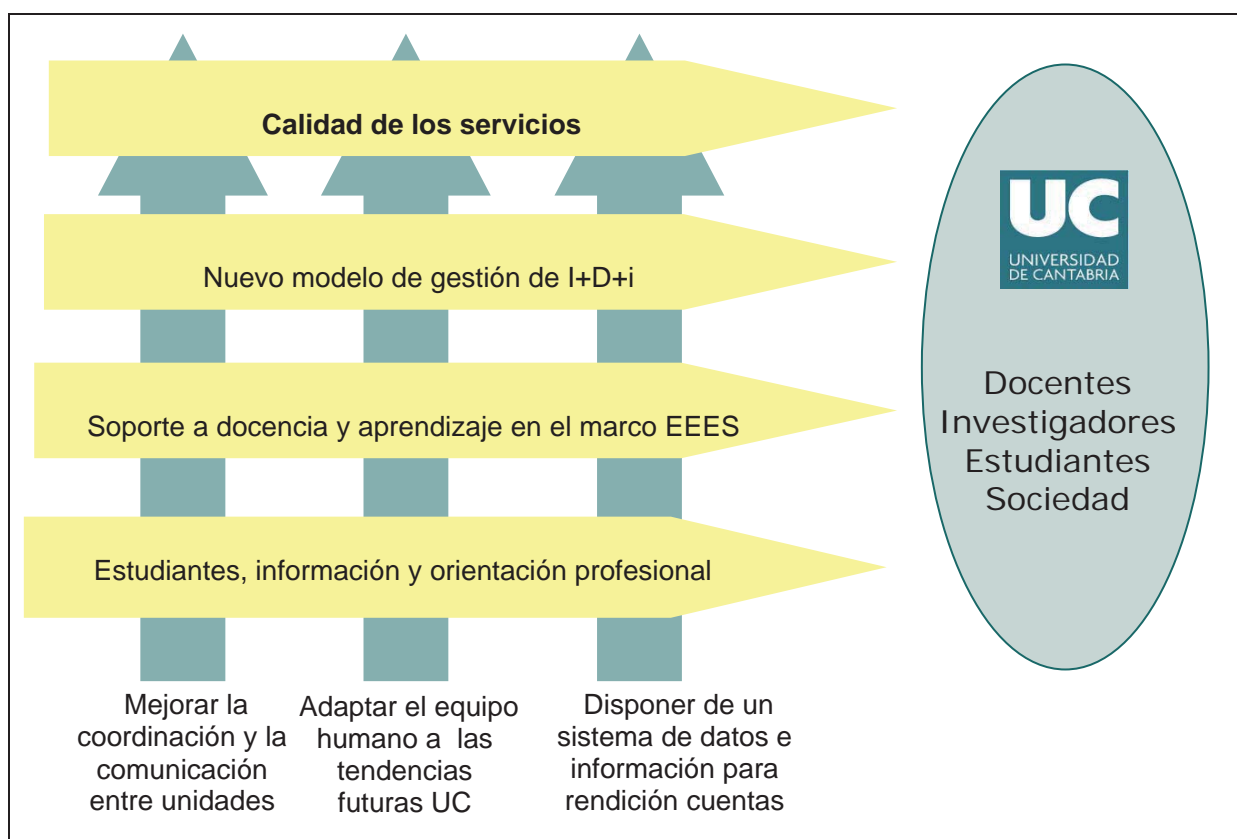 Calidad de los servicios
Nuevo modelo de gestión de I+D+i
Soporte a docencia y aprendizaje en el marco EEES
Estudiantes, información y orientación profesional
Mejorar la
coordinación y la
comunicación
entre unidades
Adaptar el equipo
humano a las
tendencias
futuras UC
Disponer de un
sistema de datos e
información para
rendición cuentas
UC
UNIVERSIDAD
DE CANTABRIA
Docentes
Investigadores
Estudiantes
Sociedad